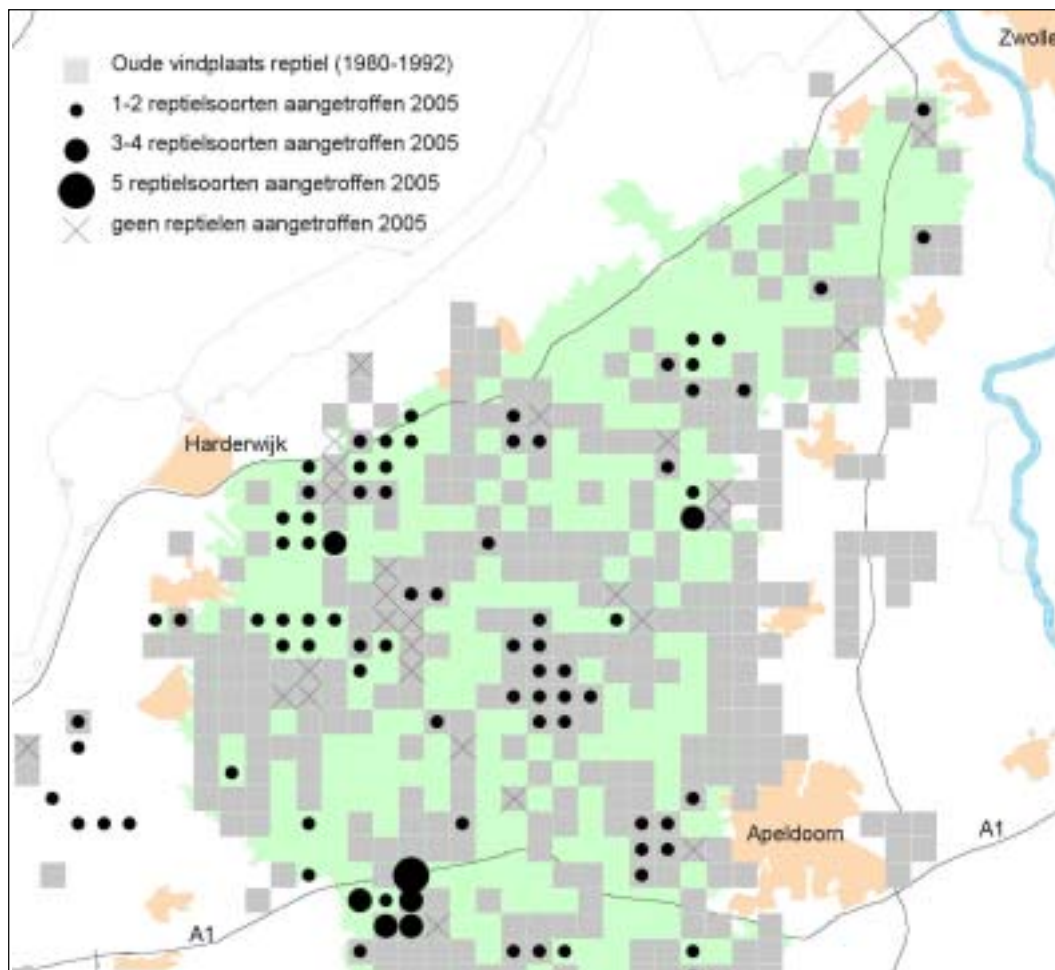 Zwolle
Oude vindplaats reptiel (1980-1992)
1-2 reptielsoorten aangetroffen 2005
3-4 reptielsoorten aangetroffen 2005
5 reptielsoorten aangetroffen 2005
geen reptielen aangetroffen 2005
Harderwijk
Apeldoorn
A1
A1